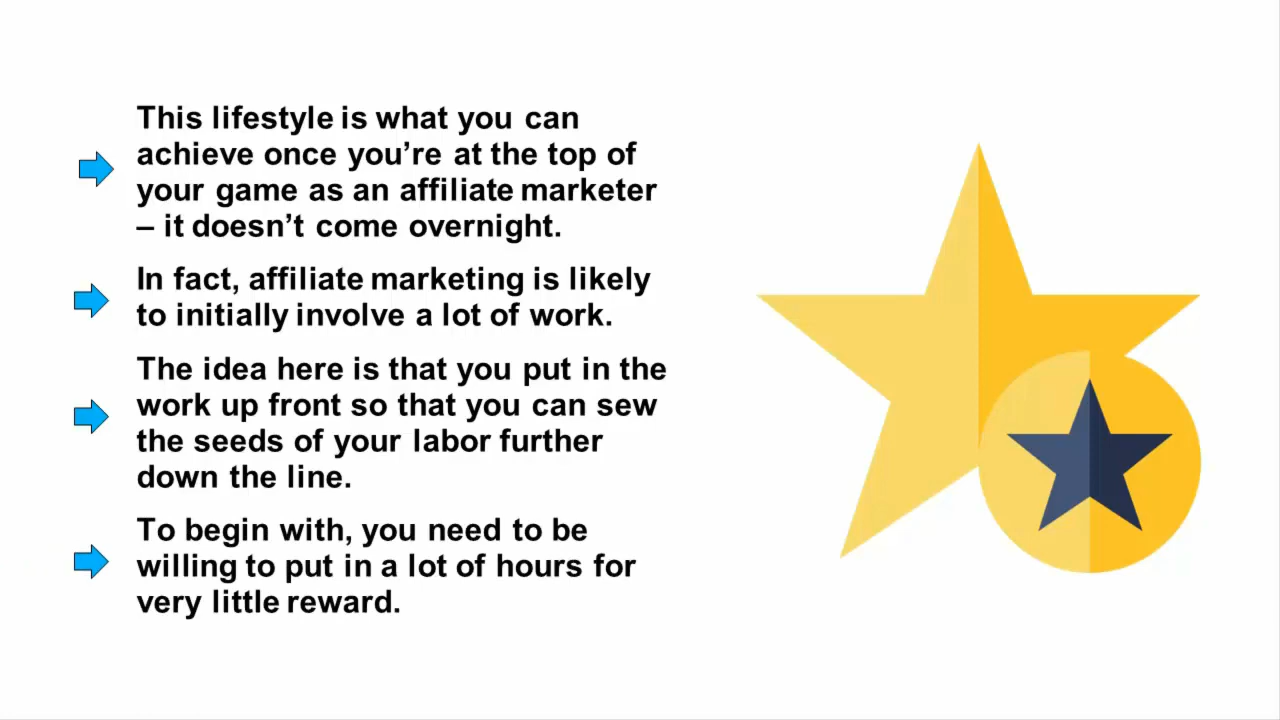 This lifestyle is what you can
achieve once you’re at the top of
your game as an affiliate marketer
– it doesn’t come overnight.
In fact, affiliate marketing is likely
to initially involve a lot of work.
The idea here is that you put in the
work up front so that you can sew
the seeds of your labor further
down the line.
To begin with, you need to be
willing to put in a lot of hours for
very little reward.